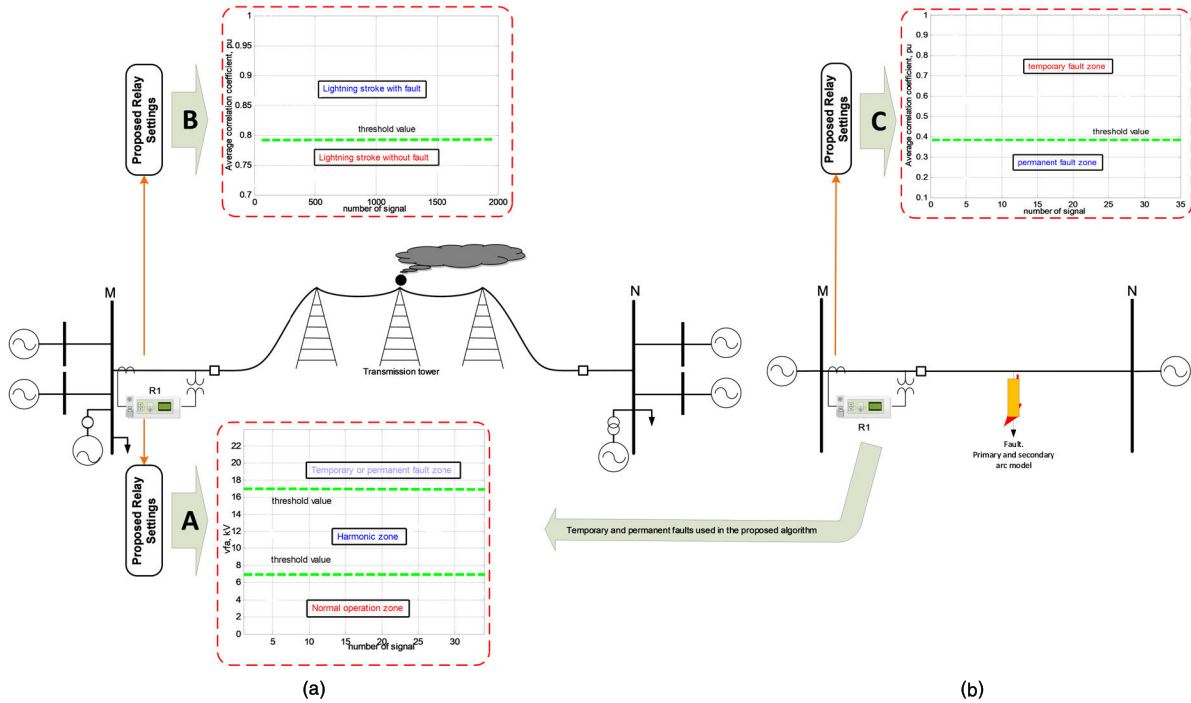 Proposed Relay
Settings
B
Average correlation coefficient, pu
1
0.95
0.9
0.85
0.8
0.75
0.7
Lightning stroke with fault
threshold value
Lightning stroke without fault
0
500
1000
1500
2000
number of signal
Proposed Relay
Settings
C
Average correlation coefficient, pu
1
0.9
0.8
0.7
0.6
0.5
0.4
0.3
0.2
0.1
temporary fault zone
threshold value
permanent fault zone
0
5
10
15
20
25
30
35
number of signal
M
N
Transmission tower
R1
M
N
R1
Fault.
Primary and secondary
arc model
Proposed Relay
Settings
A
vfa, kV
22
20
18
16
14
12
10
8
6
4
2
0
Temporary or permanent fault zone
threshold value
Harmonic zone
threshold value
Normal operation zone
5
10
15
20
25
30
number of signal
Temporary and permanent faults used in the proposed algorithm
(a)
(b)